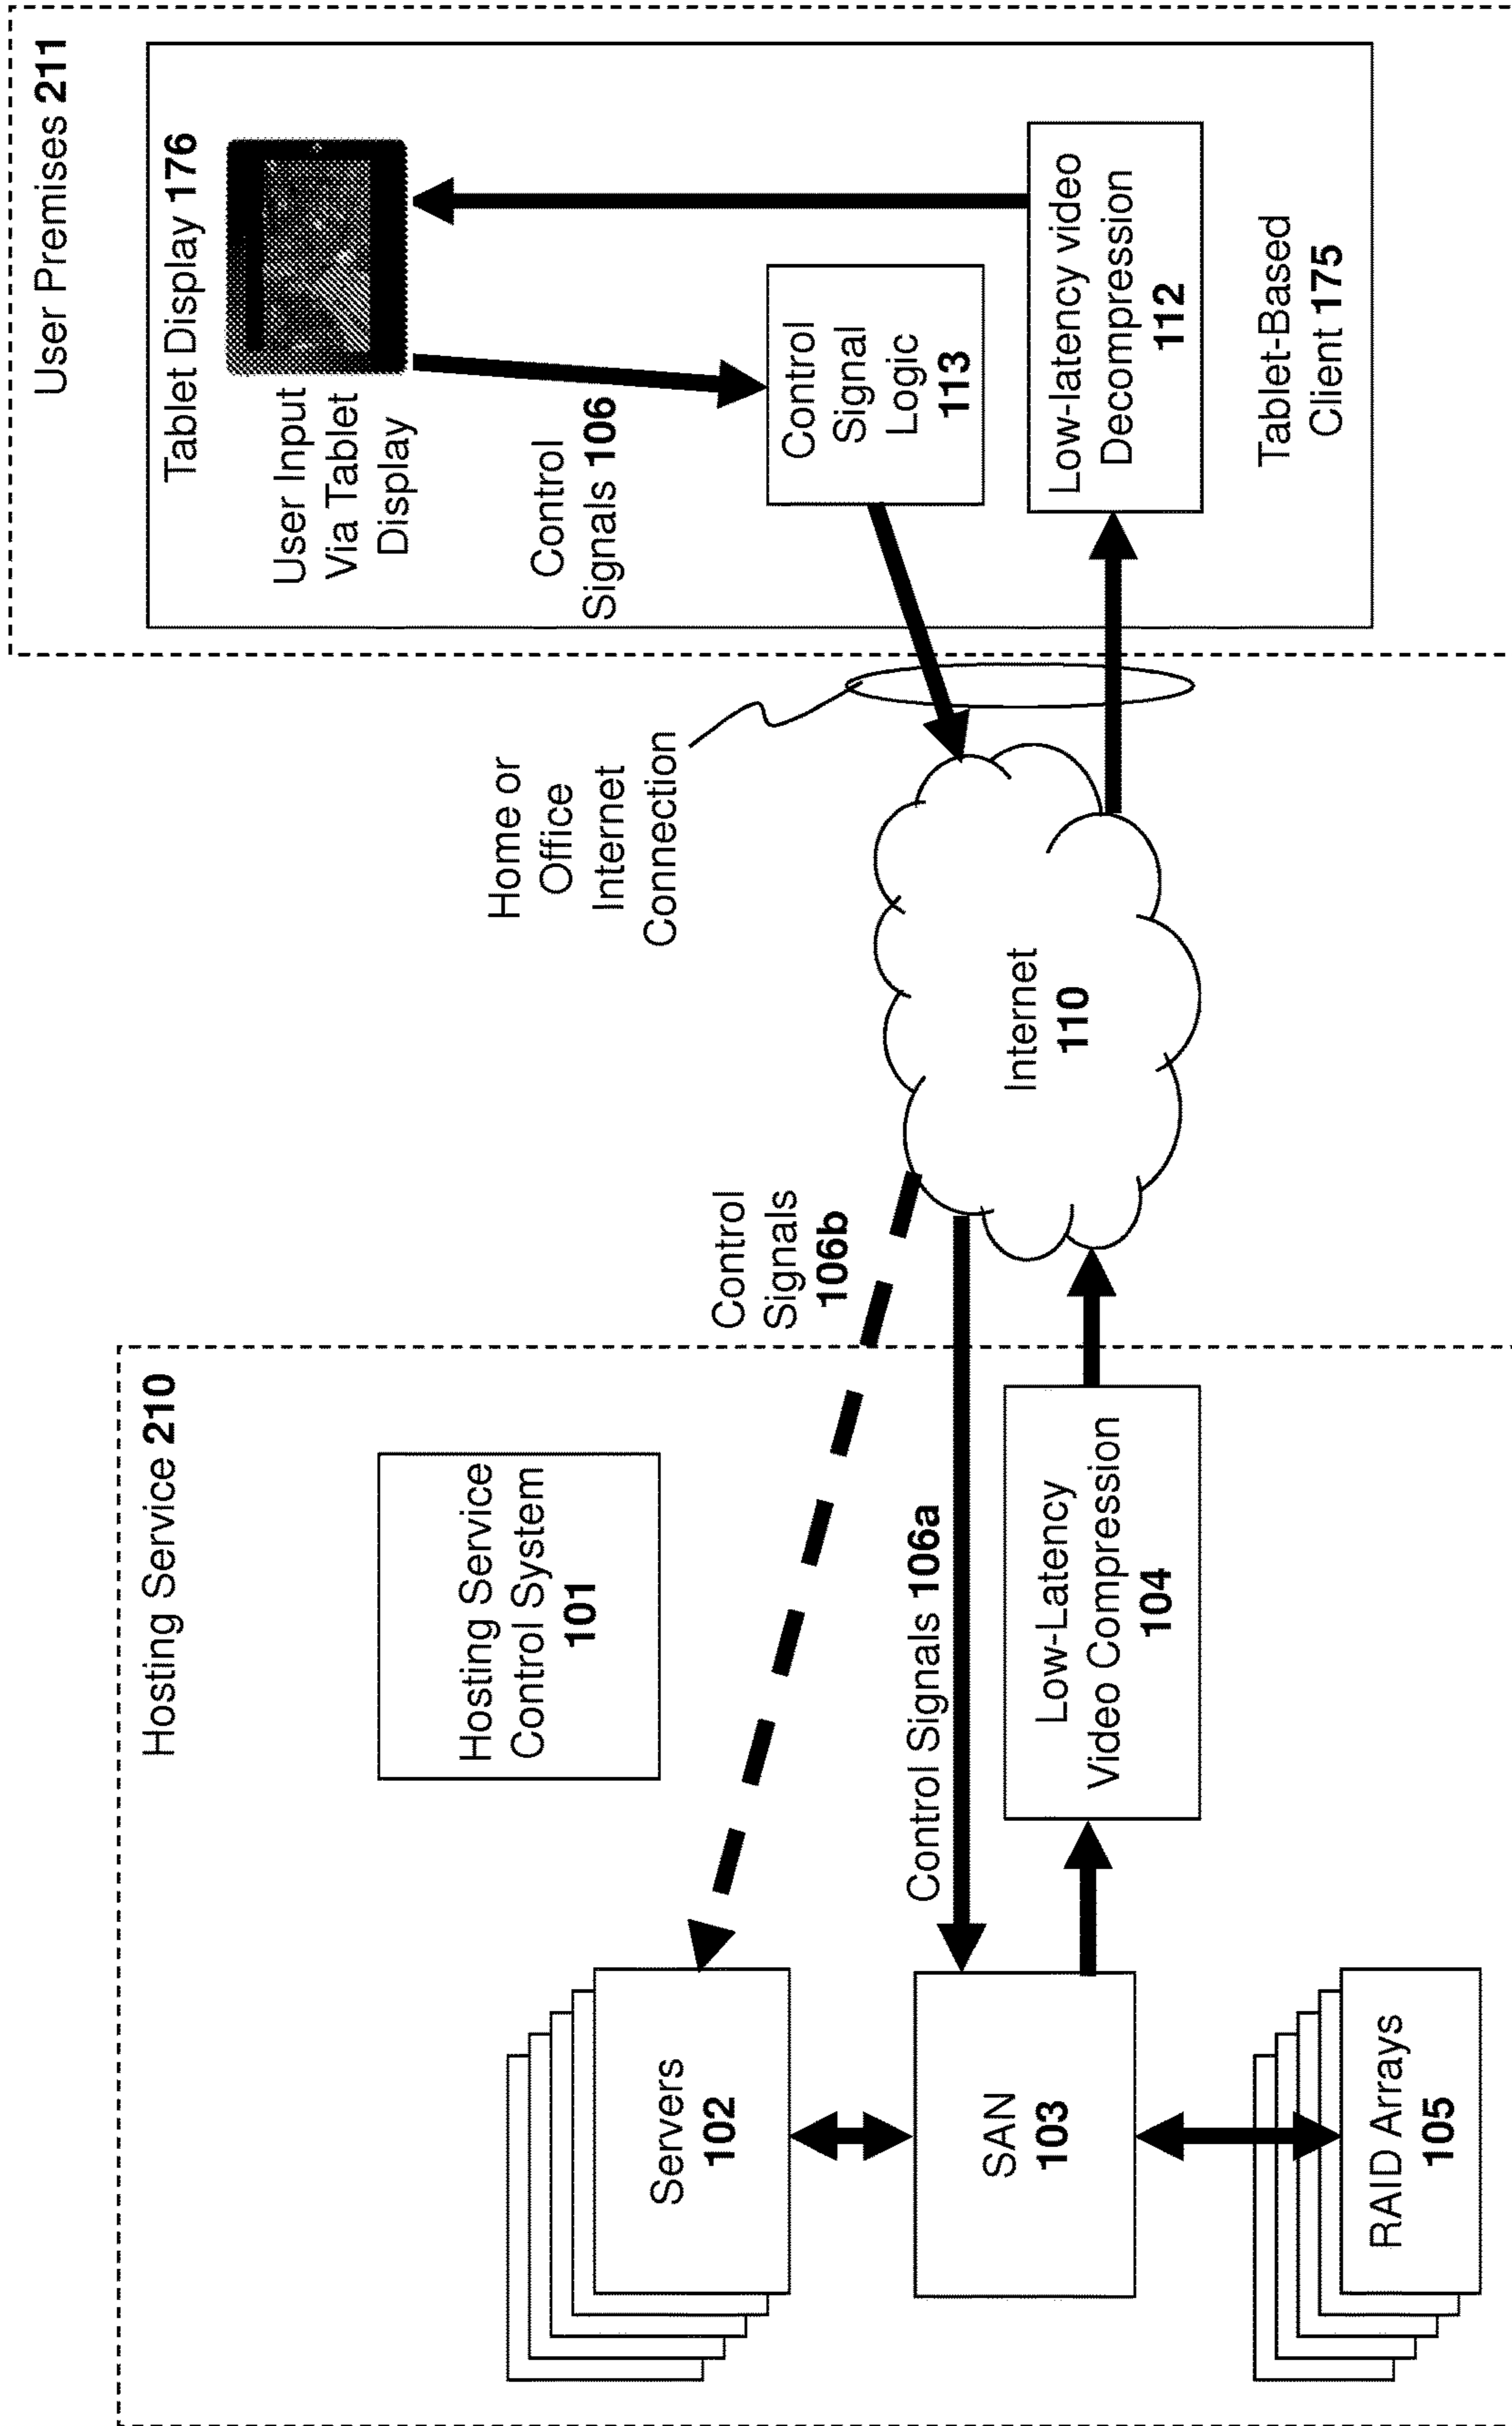 Hosting Service 210
Hosting Service
Control System
101
Servers
102
SAN
103
RAID Arrays
105
Control Signals 106a
Low-Latency
Video Compression
104
Control
Signals
106b
Internet
110
Home or
Office
Internet
Connection
User Premises 211
Tablet Display 176
User Input
Via Tablet
Display
Control
Signals 106
Control
Signal
Logic
113
Low-latency video
Decompression
112
Tablet-Based
Client 175